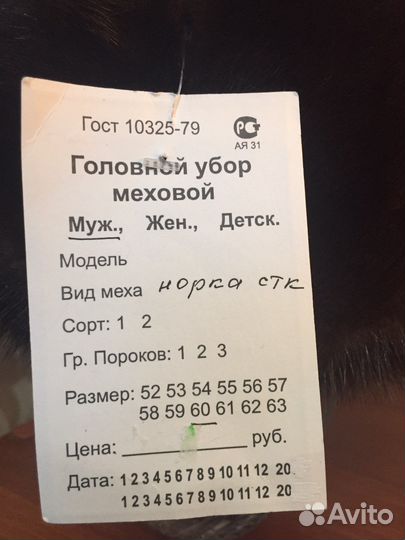 Гост 10325-79 РСТ
АЯ 31
Головной убор
меховой
Муж., Жен., Детск.
Модель
Вид меха норка стк
Сорт: 1 2
Гр. Пороков: 1 2 3
Размер: 52 53 54 55 56 57
58 59 60 61 62 63
Цена: ____________ руб.
Дата: 1 2 3 4 5 6 7 8 9 10 11 12 20
1 2 3 4 5 6 7 8 9 10 11 12 20
Avito